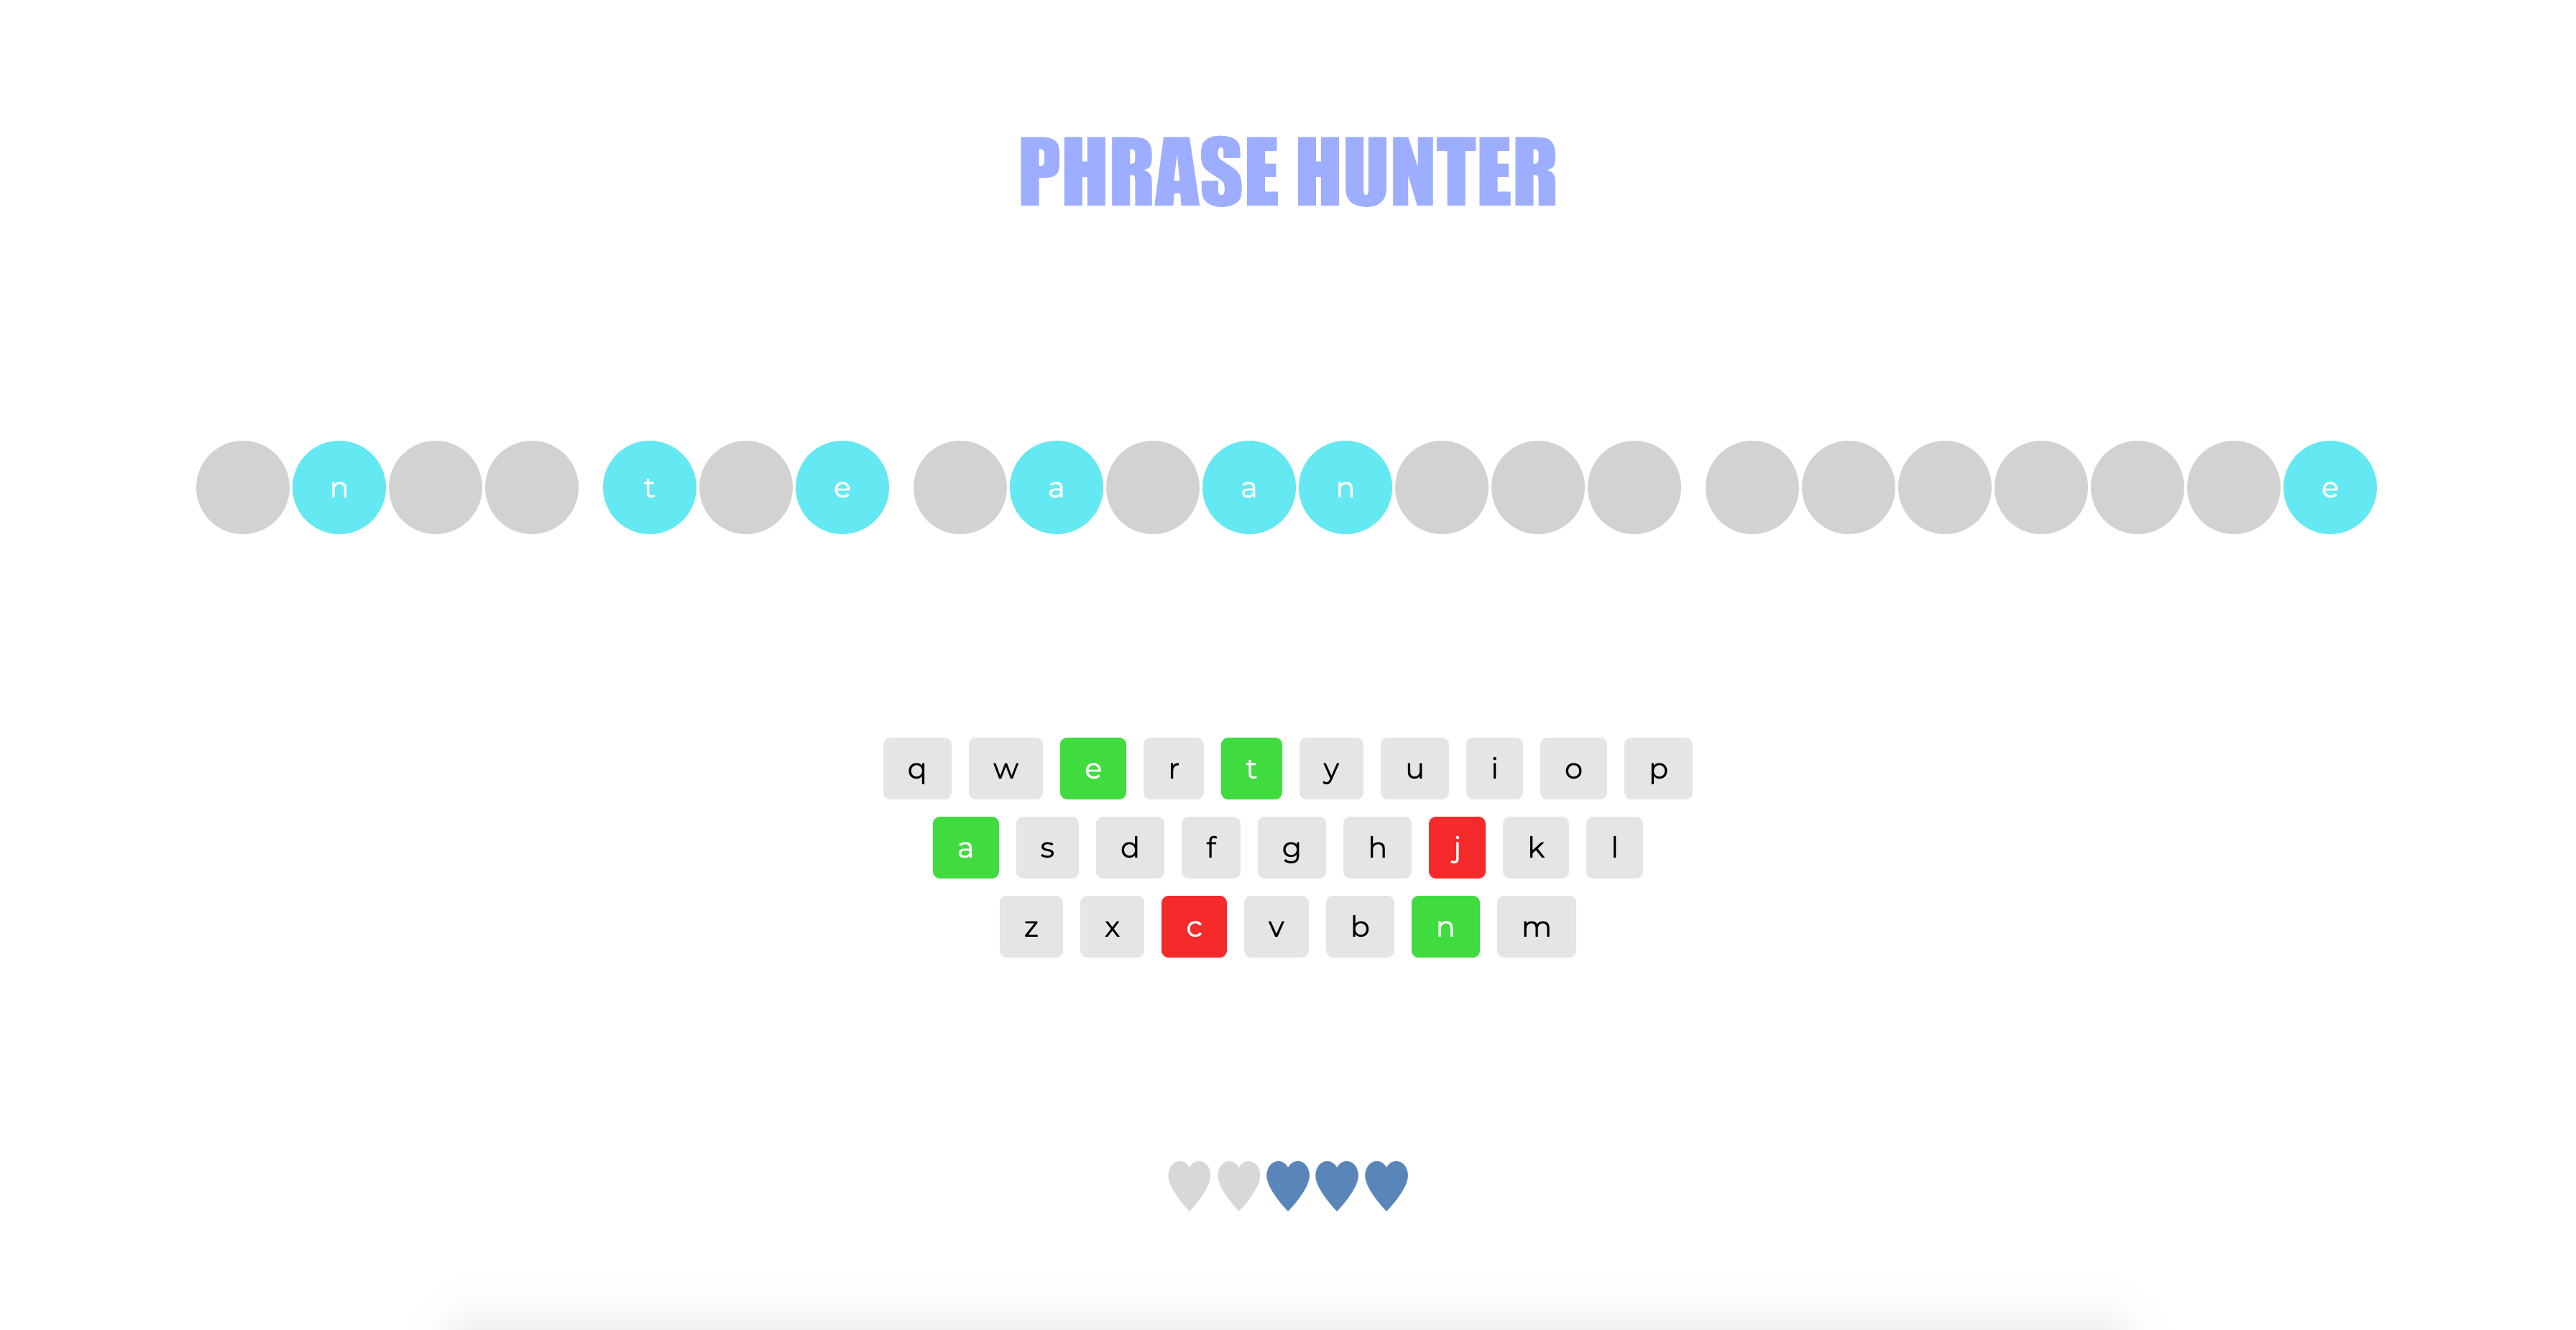 PHRASE HUNTER
n t e a a n e
q w e r t y u i o p
a s d f g h j k l
z x c v b n m